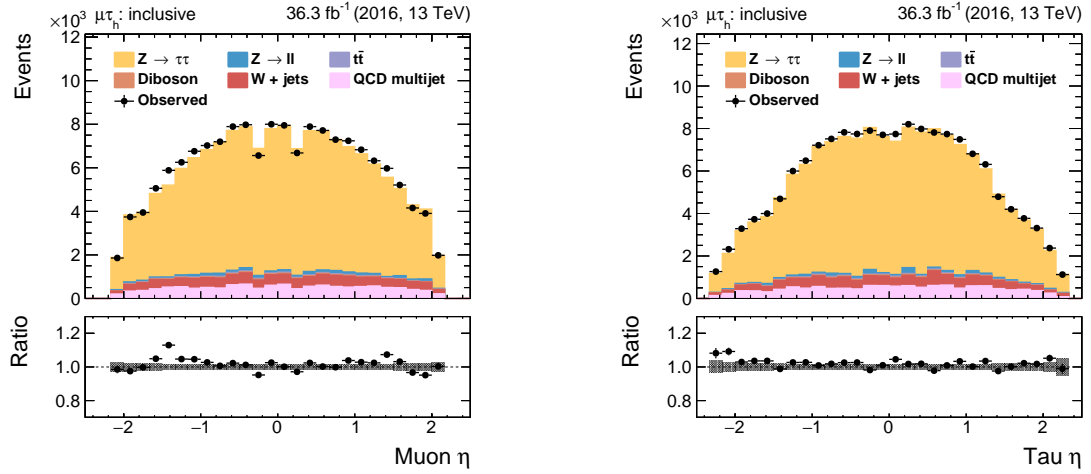 ×10³ μτh: inclusive 36.3 fb⁻¹ (2016, 13 TeV)
Events
12
10
8
6
4
2
0
Z → ττ Z → ll tt̄
Diboson W + jets QCD multijet
Observed
Ratio
1.2
1.0
0.8
−2 −1 0 1 2
Muon η
×10³ μτh: inclusive 36.3 fb⁻¹ (2016, 13 TeV)
Events
12
10
8
6
4
2
0
Z → ττ Z → ll tt̄
Diboson W + jets QCD multijet
Observed
Ratio
1.2
1.0
0.8
−2 −1 0 1 2
Tau η